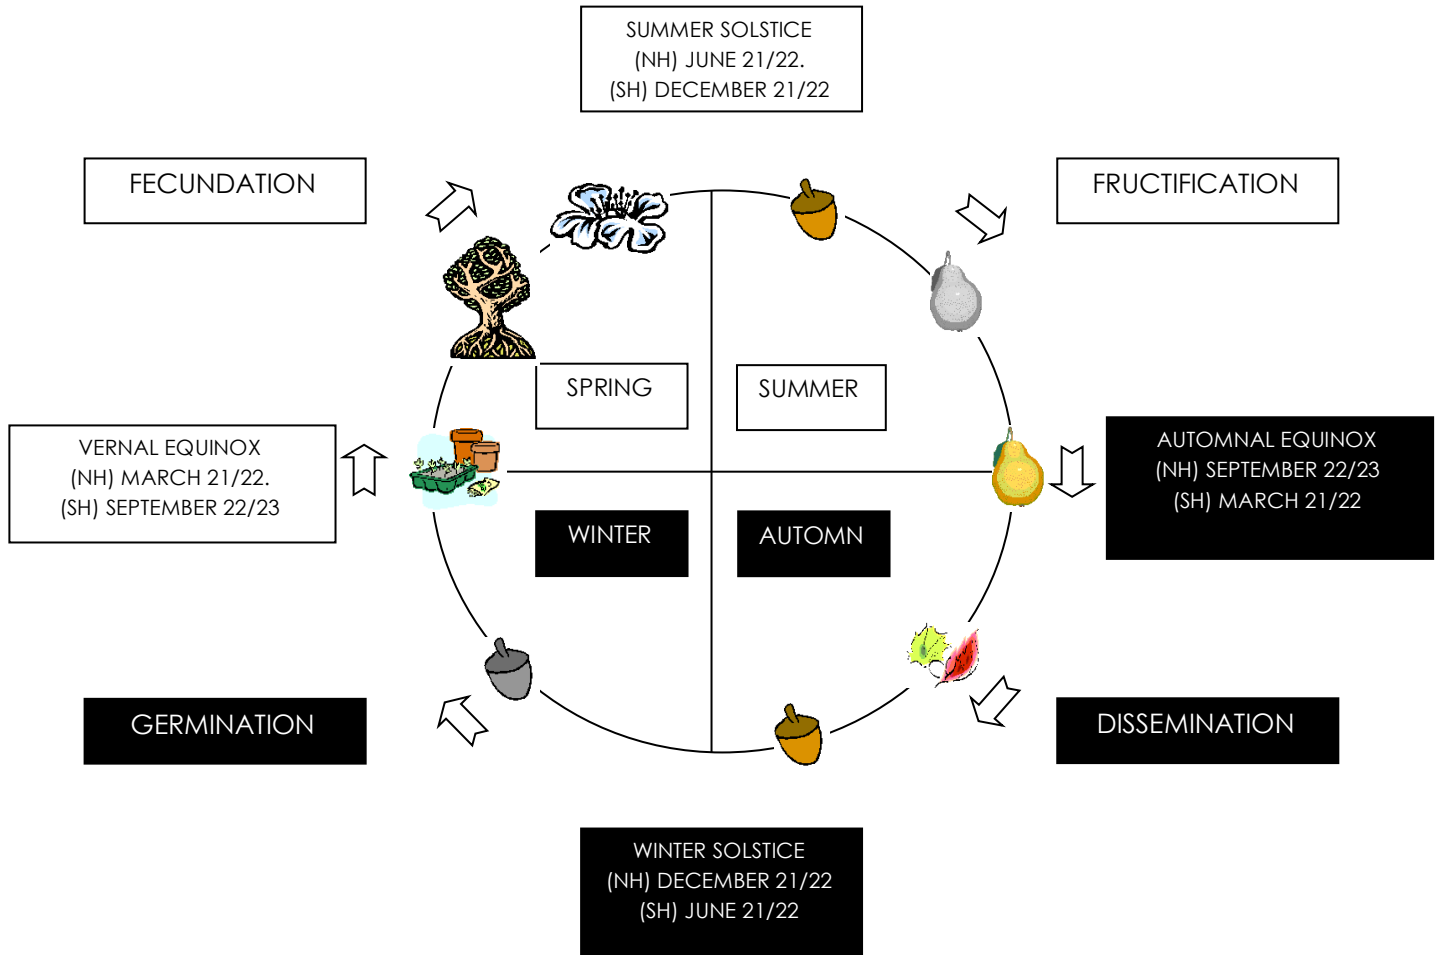 SUMMER SOLSTICE
(NH) JUNE 21/22.
(SH) DECEMBER 21/22
FECUNDATION
FRUCTIFICATION
SPRING
SUMMER
VERNAL EQUINOX
(NH) MARCH 21/22.
(SH) SEPTEMBER 22/23
AUTOMNAL EQUINOX
(NH) SEPTEMBER 22/23
(SH) MARCH 21/22
WINTER
AUTOMN
GERMINATION
DISSEMINATION
WINTER SOLSTICE
(NH) DECEMBER 21/22
(SH) JUNE 21/22